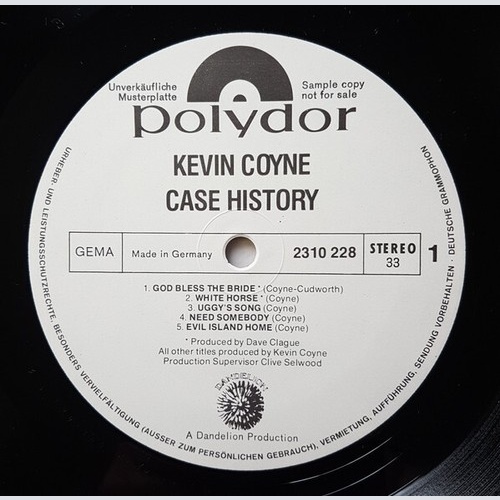 Unverkäufliche
Musterplatte
Sample copy
not for sale
polydor
KEVIN COYNE
CASE HISTORY
GEMA
Made in Germany
2310 228
STEREO
33
1
1. GOD BLESS THE BRIDE * (Coyne-Cudworth)
2. WHITE HORSE * (Coyne)
3. UGGY'S SONG (Coyne)
4. NEED SOMEBODY (Coyne)
5. EVIL ISLAND HOME (Coyne)
* Produced by Dave Clague
All other titles produced by Kevin Coyne
Production Supervisor Clive Selwood
DANDELION
A Dandelion Production
URHEBER- UND LEISTUNGSSCHUTZRECHTE, BESONDERS VERVIELFÄLTIGUNG (AUSSER ZUM PERSÖNLICHEN GEBRAUCH), VERMIETUNG, AUFFÜHRUNG, SENDUNG VORBEHALTEN · DEUTSCHE GRAMMOPHON